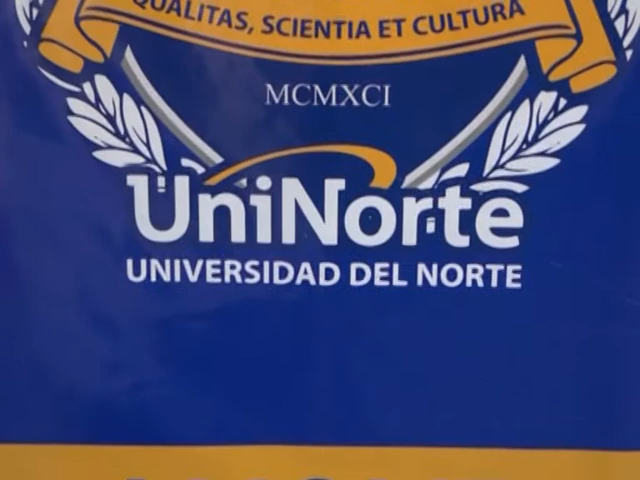 QUALITAS, SCIENTIA ET CULTURA
MCMXCI
UniNorte
UNIVERSIDAD DEL NORTE